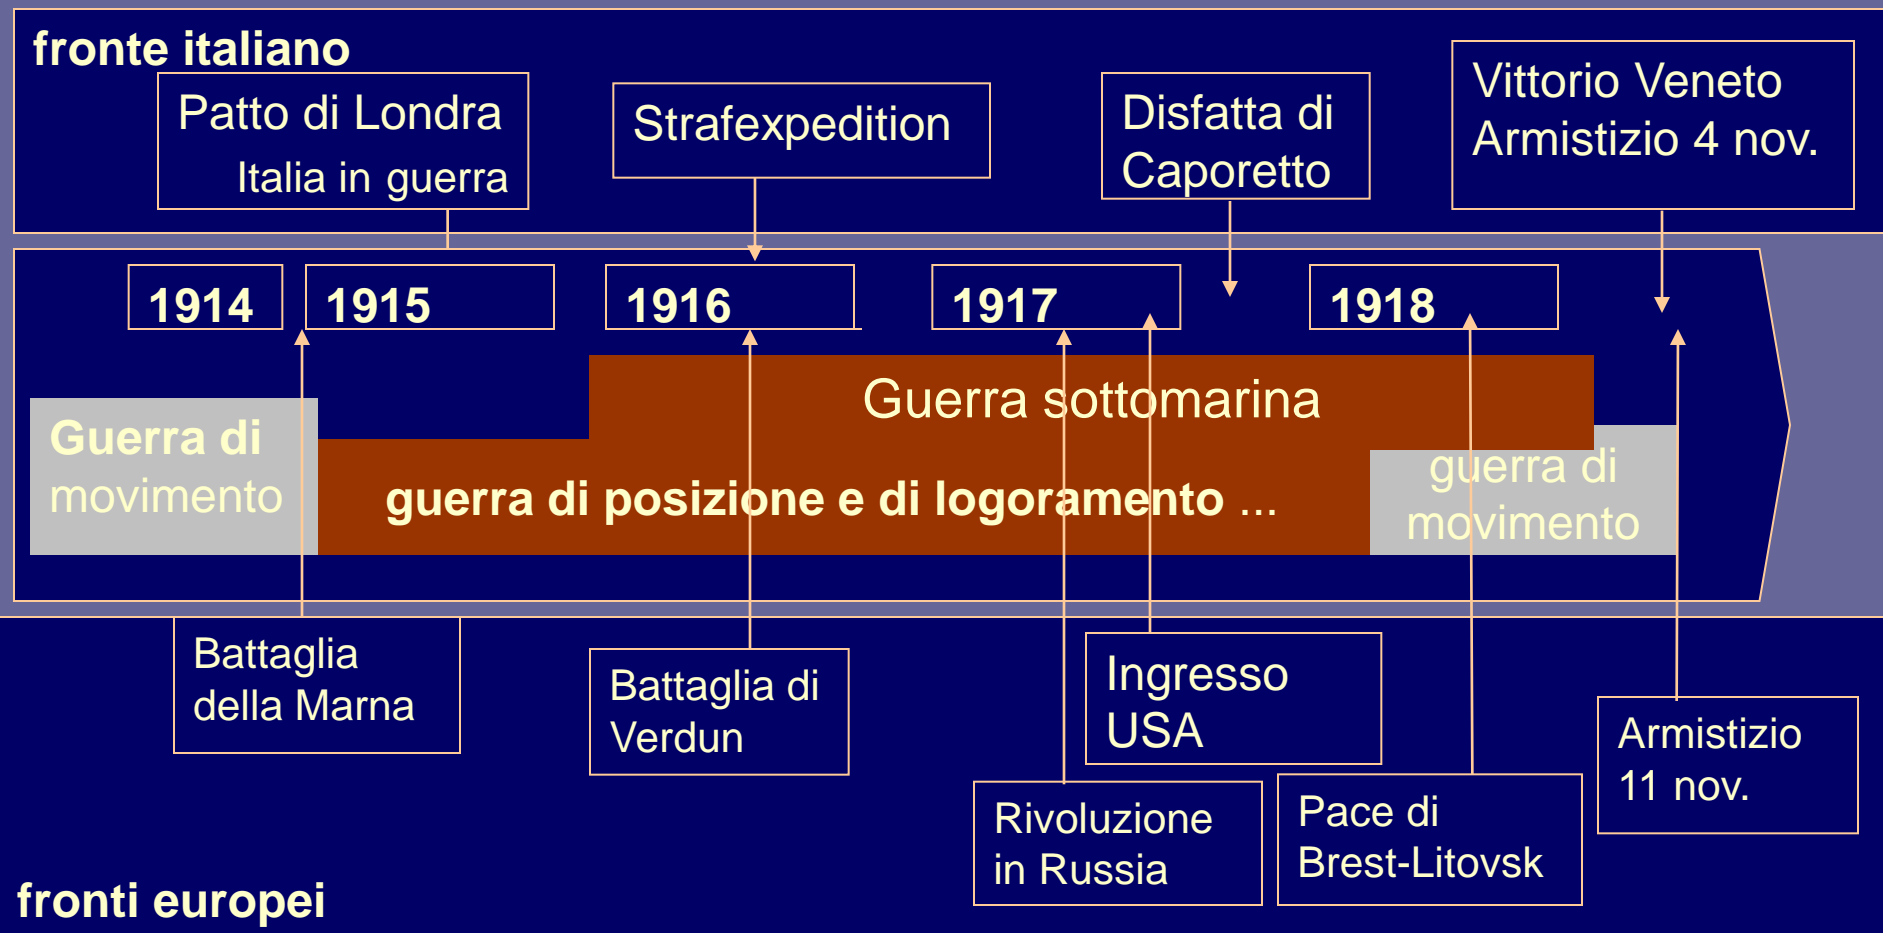 fronte italiano
Patto di Londra
Italia in guerra
Strafexpedition
Disfatta di
Caporetto
Vittorio Veneto
Armistizio 4 nov.
1914
1915
1916
1917
1918
Guerra sottomarina
Guerra di
movimento
guerra di posizione e di logoramento ...
guerra di
movimento
Battaglia
della Marna
Battaglia di
Verdun
Ingresso
USA
Rivoluzione
in Russia
Pace di
Brest-Litovsk
Armistizio
11 nov.
fronti europei